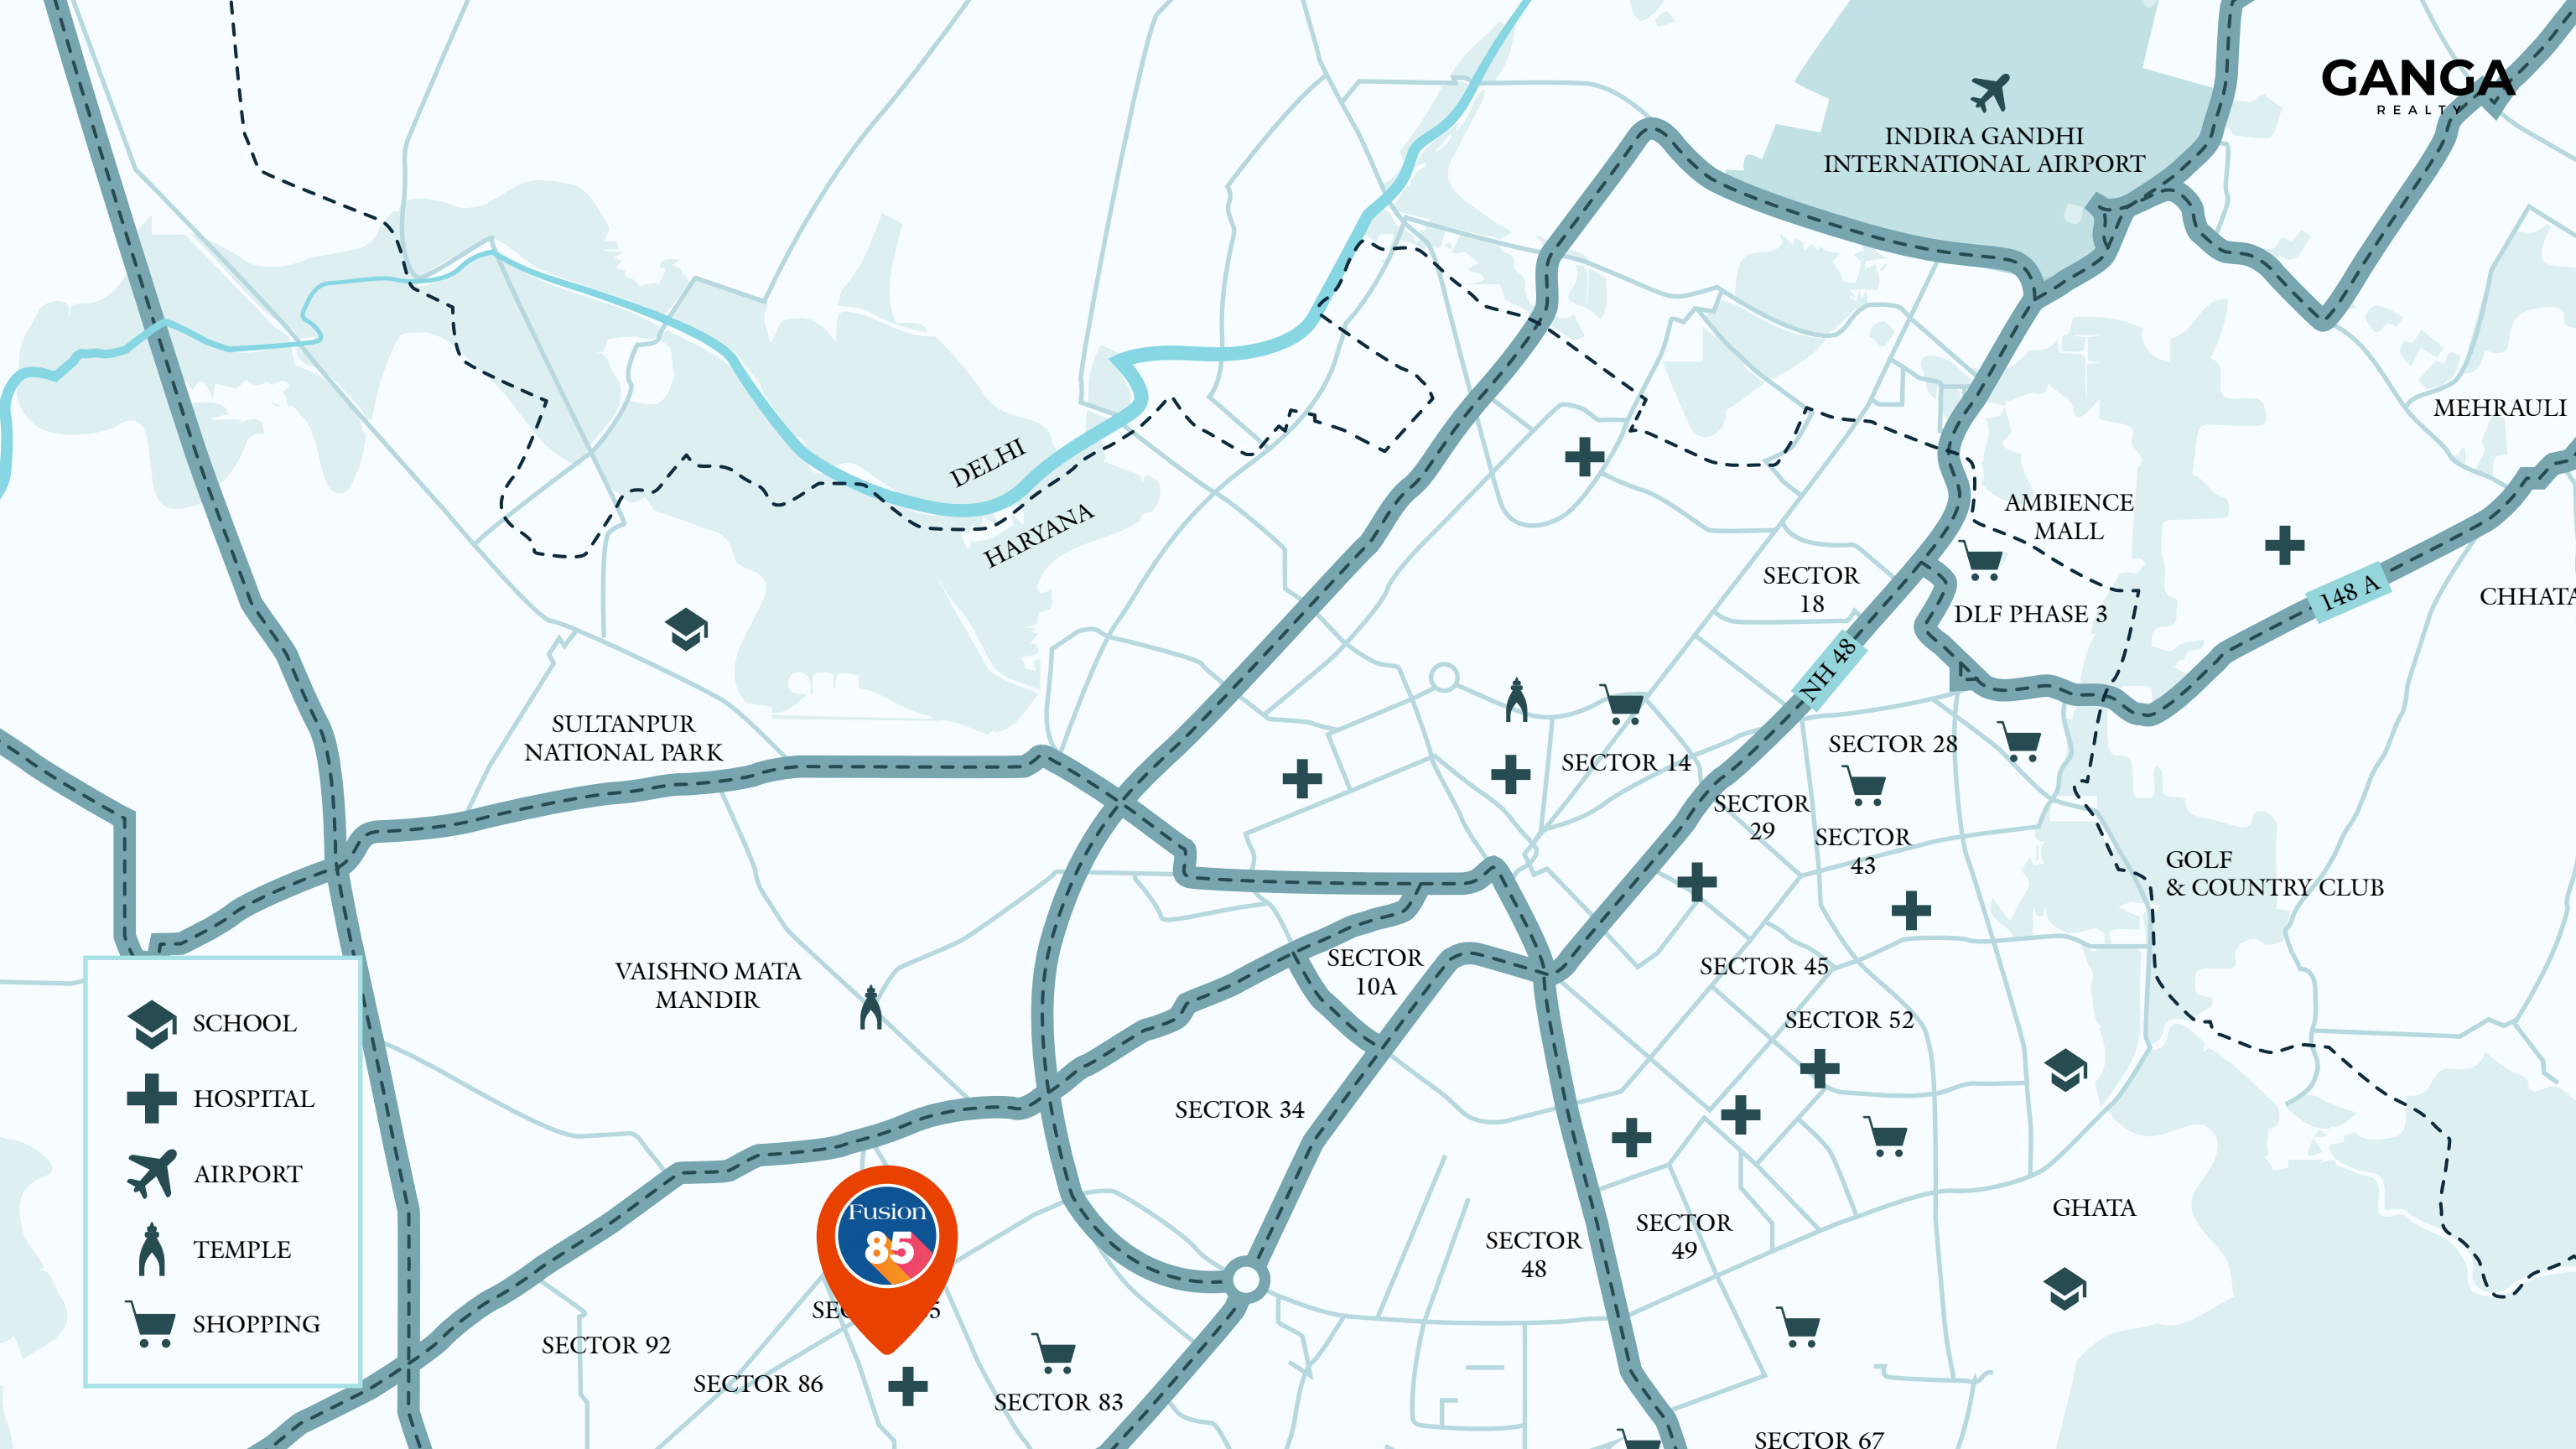 GANGA
REALTY
INDIRA GANDHI
INTERNATIONAL AIRPORT
MEHRAULI
DELHI
HARYANA
AMBIENCE
MALL
SECTOR
18
DLF PHASE 3
148 A
CHHATA
NH 48
SULTANPUR
NATIONAL PARK
SECTOR 14
SECTOR 28
SECTOR
29
SECTOR
43
GOLF
& COUNTRY CLUB
VAISHNO MATA
MANDIR
SECTOR
10A
SECTOR 45
SECTOR 52
SECTOR 34
SCHOOL
HOSPITAL
AIRPORT
TEMPLE
SHOPPING
Fusion
85
GHATA
SECTOR
48
SECTOR
49
SECTOR 92
SECTOR 86
SECTOR 83
SECTOR 67